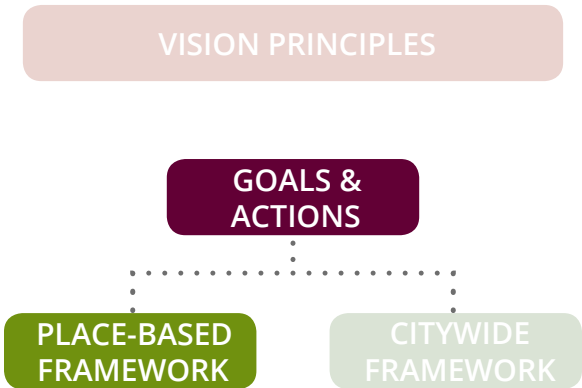 VISION PRINCIPLES
GOALS &
ACTIONS
PLACE-BASED
FRAMEWORK
CITYWIDE
FRAMEWORK